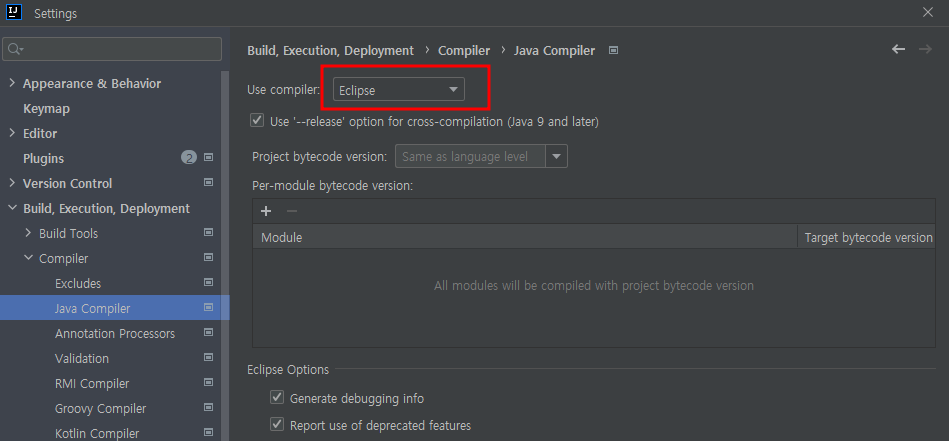 IJ Settings
Build, Execution, Deployment › Compiler › Java Compiler
Appearance & Behavior
Keymap
Editor
Plugins 2
Version Control
Build, Execution, Deployment
Build Tools
Compiler
Excludes
Java Compiler
Annotation Processors
Validation
RMI Compiler
Groovy Compiler
Kotlin Compiler
Use compiler: Eclipse
Use '--release' option for cross-compilation (Java 9 and later)
Project bytecode version: Same as language level
Per-module bytecode version:
Module Target bytecode version
All modules will be compiled with project bytecode version
Eclipse Options
Generate debugging info
Report use of deprecated features